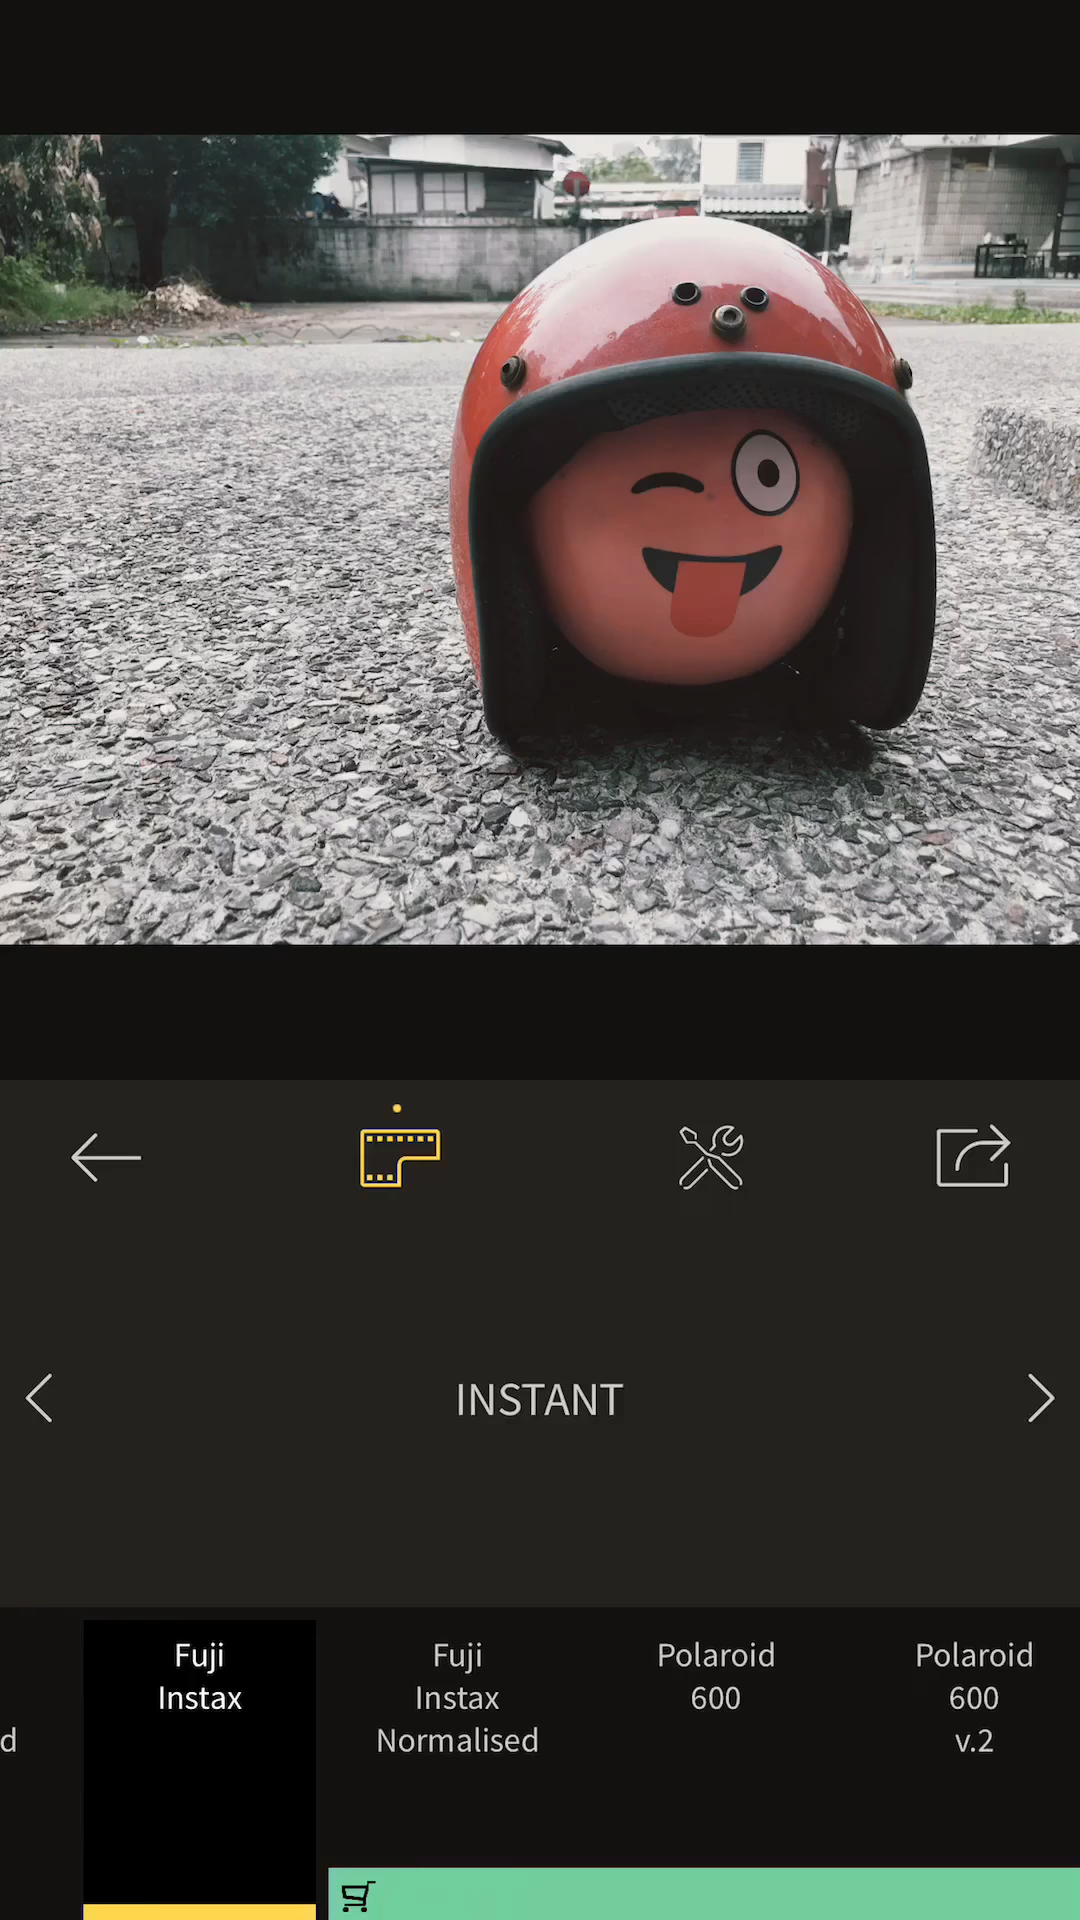 INSTANT
Fuji
Instax
Fuji
Instax
Normalised
Polaroid
600
Polaroid
600
v.2
d